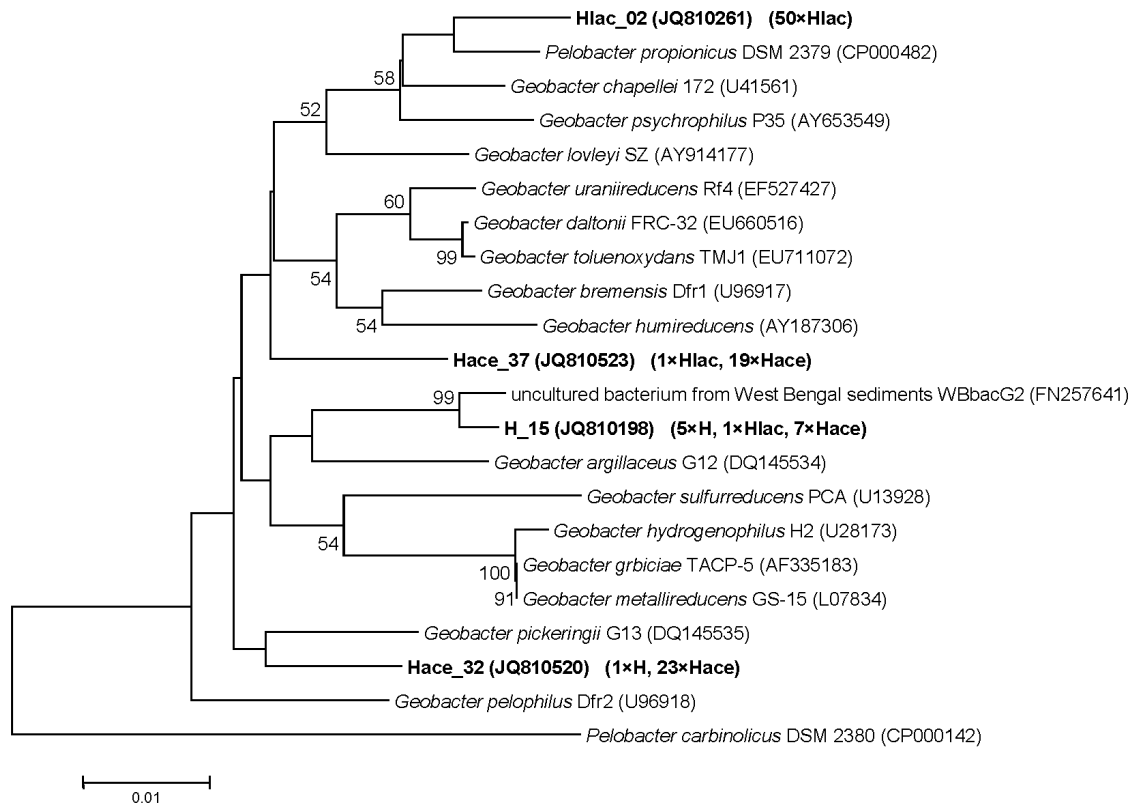 Hlac_02 (JQ810261) (50×Hlac)
Pelobacter propionicus DSM 2379 (CP000482)
58
Geobacter chapellei 172 (U41561)
52
Geobacter psychrophilus P35 (AY653549)
Geobacter lovleyi SZ (AY914177)
Geobacter uraniireducens Rf4 (EF527427)
60
Geobacter daltonii FRC-32 (EU660516)
99
Geobacter toluenoxydans TMJ1 (EU711072)
54
Geobacter bremensis Dfr1 (U96917)
54
Geobacter humireducens (AY187306)
Hace_37 (JQ810523) (1×Hlac, 19×Hace)
99
uncultured bacterium from West Bengal sediments WBbacG2 (FN257641)
H_15 (JQ810198) (5×H, 1×Hlac, 7×Hace)
Geobacter argillaceus G12 (DQ145534)
Geobacter sulfurreducens PCA (U13928)
54
Geobacter hydrogenophilus H2 (U28173)
Geobacter grbiciae TACP-5 (AF335183)
100
91
Geobacter metallireducens GS-15 (L07834)
Geobacter pickeringii G13 (DQ145535)
Hace_32 (JQ810520) (1×H, 23×Hace)
Geobacter pelophilus Dfr2 (U96918)
Pelobacter carbinolicus DSM 2380 (CP000142)
0.01